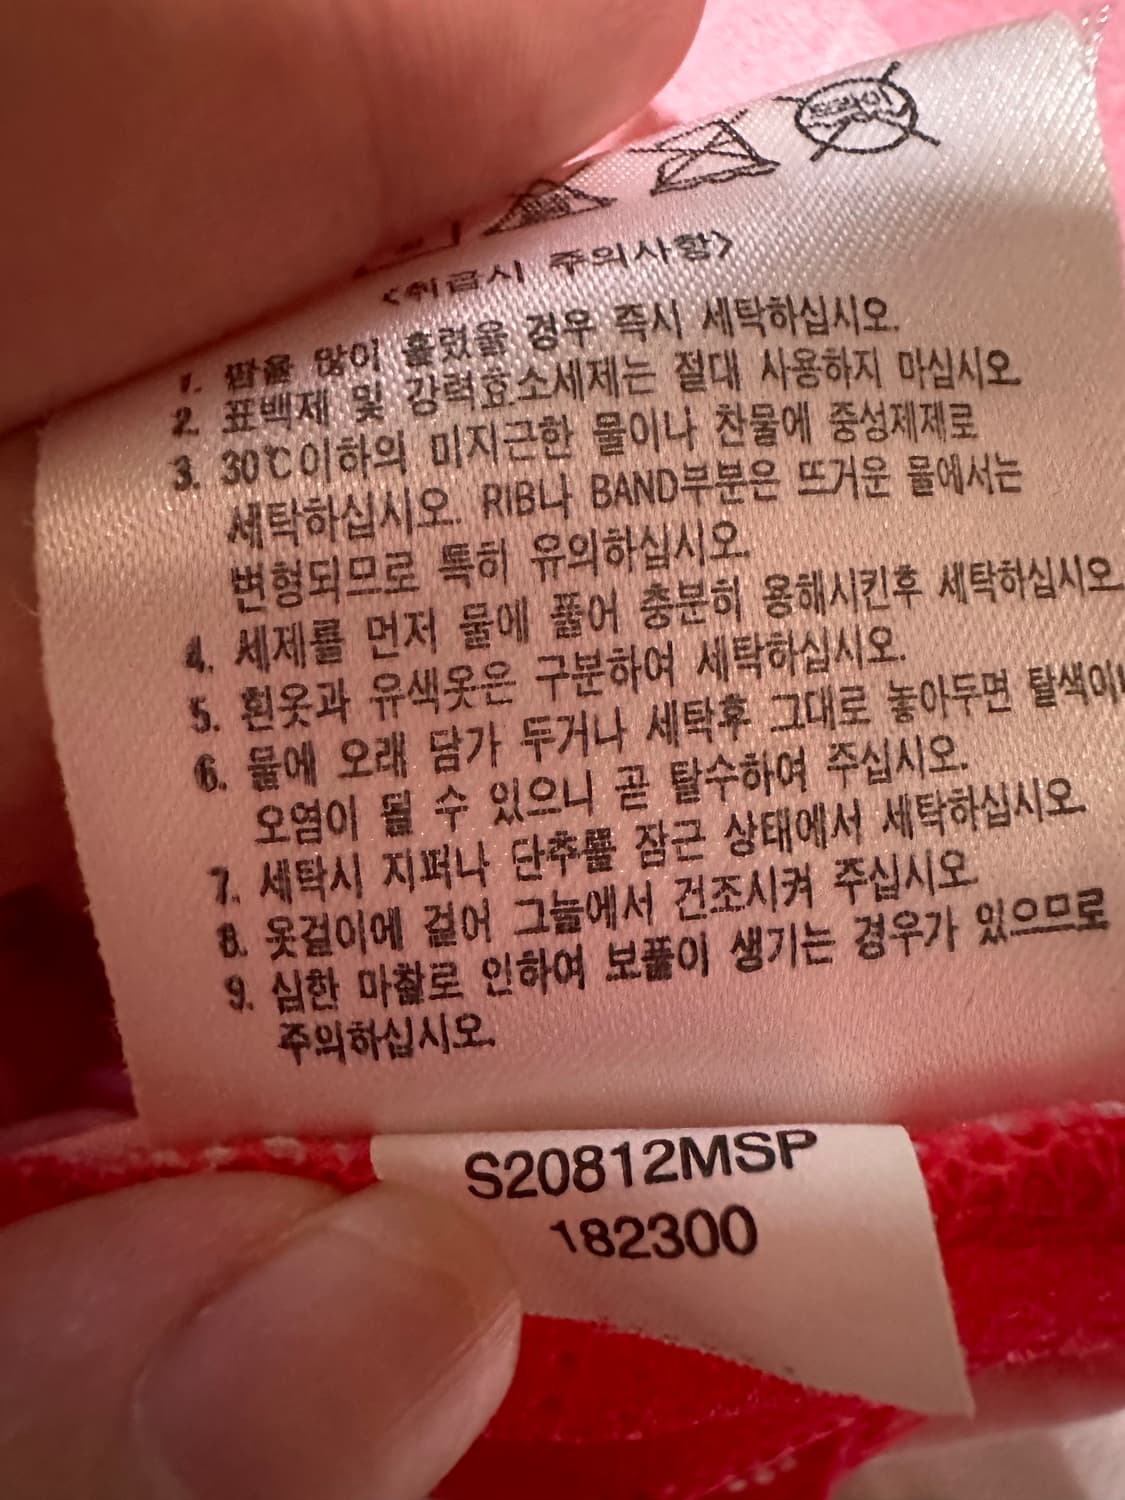 드라이
<취급시 주의사항>
1. 땀을 많이 흘렸을 경우 즉시 세탁하십시오.
2. 표백제 및 강력효소세제는 절대 사용하지 마십시오.
3. 30℃이하의 미지근한 물이나 찬물에 중성제제로
세탁하십시오. RIB나 BAND부분은 뜨거운 물에서는
변형되므로 특히 유의하십시오.
4. 세제를 먼저 물에 풀어 충분히 용해시킨후 세탁하십시오.
5. 흰옷과 유색옷은 구분하여 세탁하십시오.
6. 물에 오래 담가 두거나 세탁후 그대로 놓아두면 탈색이나
오염이 될 수 있으니 곧 탈수하여 주십시오.
7. 세탁시 지퍼나 단추를 잠근 상태에서 세탁하십시오.
8. 옷걸이에 걸어 그늘에서 건조시켜 주십시오.
9. 심한 마찰로 인하여 보풀이 생기는 경우가 있으므로
주의하십시오.
S20812MSP
182300